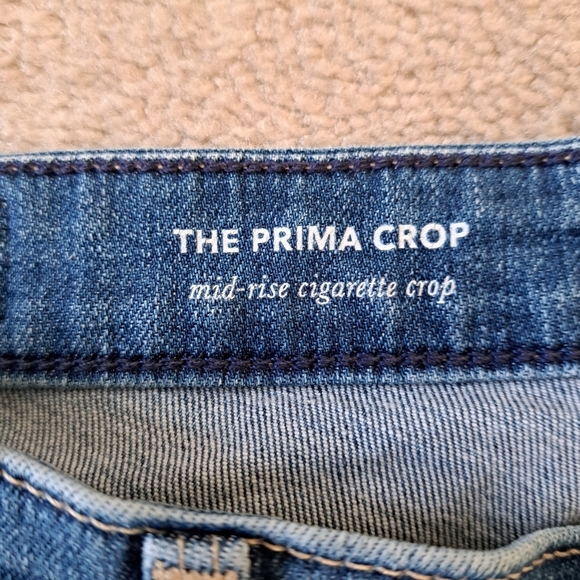 THE PRIMA CROP
mid-rise cigarette crop